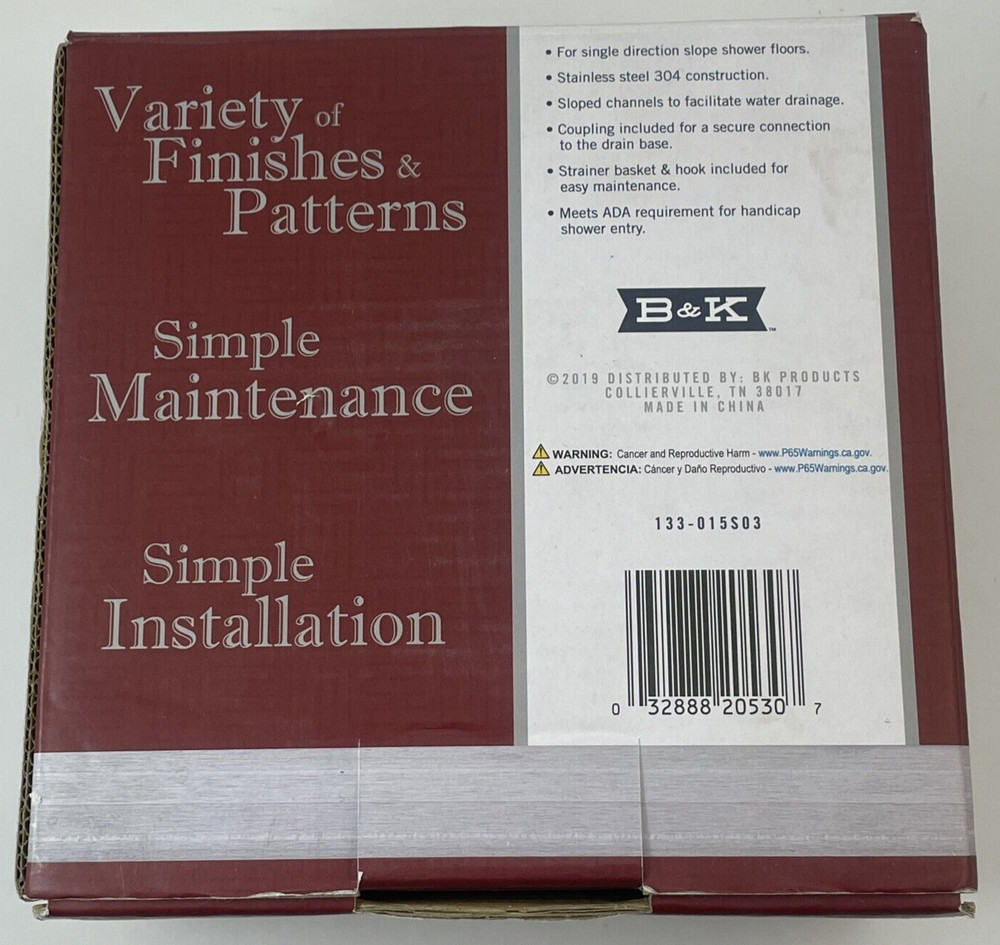 Variety of
Finishes &
Patterns
Simple
Maintenance
Simple
Installation
• For single direction slope shower floors.
• Stainless steel 304 construction.
• Sloped channels to facilitate water drainage.
• Coupling included for a secure connection
to the drain base.
• Strainer basket & hook included for
easy maintenance.
• Meets ADA requirement for handicap
shower entry.
B&K™
©2019 DISTRIBUTED BY: BK PRODUCTS
COLLIERVILLE, TN 38017
MADE IN CHINA
WARNING: Cancer and Reproductive Harm - www.P65Warnings.ca.gov.
ADVERTENCIA: Cáncer y Daño Reproductivo - www.P65Warnings.ca.gov.
133-015S03
0 32888 20530 7